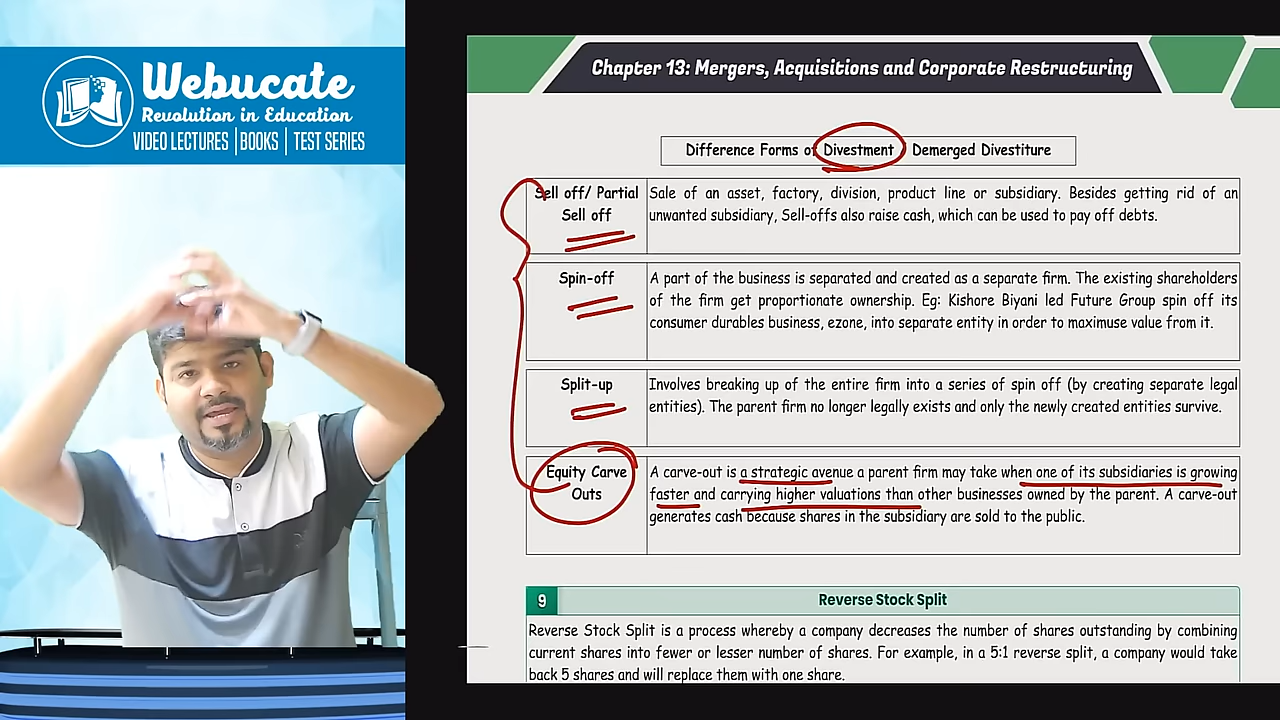 Webucate
Revolution in Education
VIDEO LECTURES | BOOKS | TEST SERIES
Chapter 13: Mergers, Acquisitions and Corporate Restructuring
Difference Forms of Divestment Demerged Divestiture
Sell off/ Partial
Sell off
Sale of an asset, factory, division, product line or subsidiary. Besides getting rid of an
unwanted subsidiary, Sell-offs also raise cash, which can be used to pay off debts.
Spin-off
A part of the business is separated and created as a separate firm. The existing shareholders
of the firm get proportionate ownership. Eg: Kishore Biyani led Future Group spin off its
consumer durables business, ezone, into separate entity in order to maximuse value from it.
Split-up
Involves breaking up of the entire firm into a series of spin off (by creating separate legal
entities). The parent firm no longer legally exists and only the newly created entities survive.
Equity Carve
Outs
A carve-out is a strategic avenue a parent firm may take when one of its subsidiaries is growing
faster and carrying higher valuations than other businesses owned by the parent. A carve-out
generates cash because shares in the subsidiary are sold to the public.
9
Reverse Stock Split
Reverse Stock Split is a process whereby a company decreases the number of shares outstanding by combining
current shares into fewer or lesser number of shares. For example, in a 5:1 reverse split, a company would take
back 5 shares and will replace them with one share.